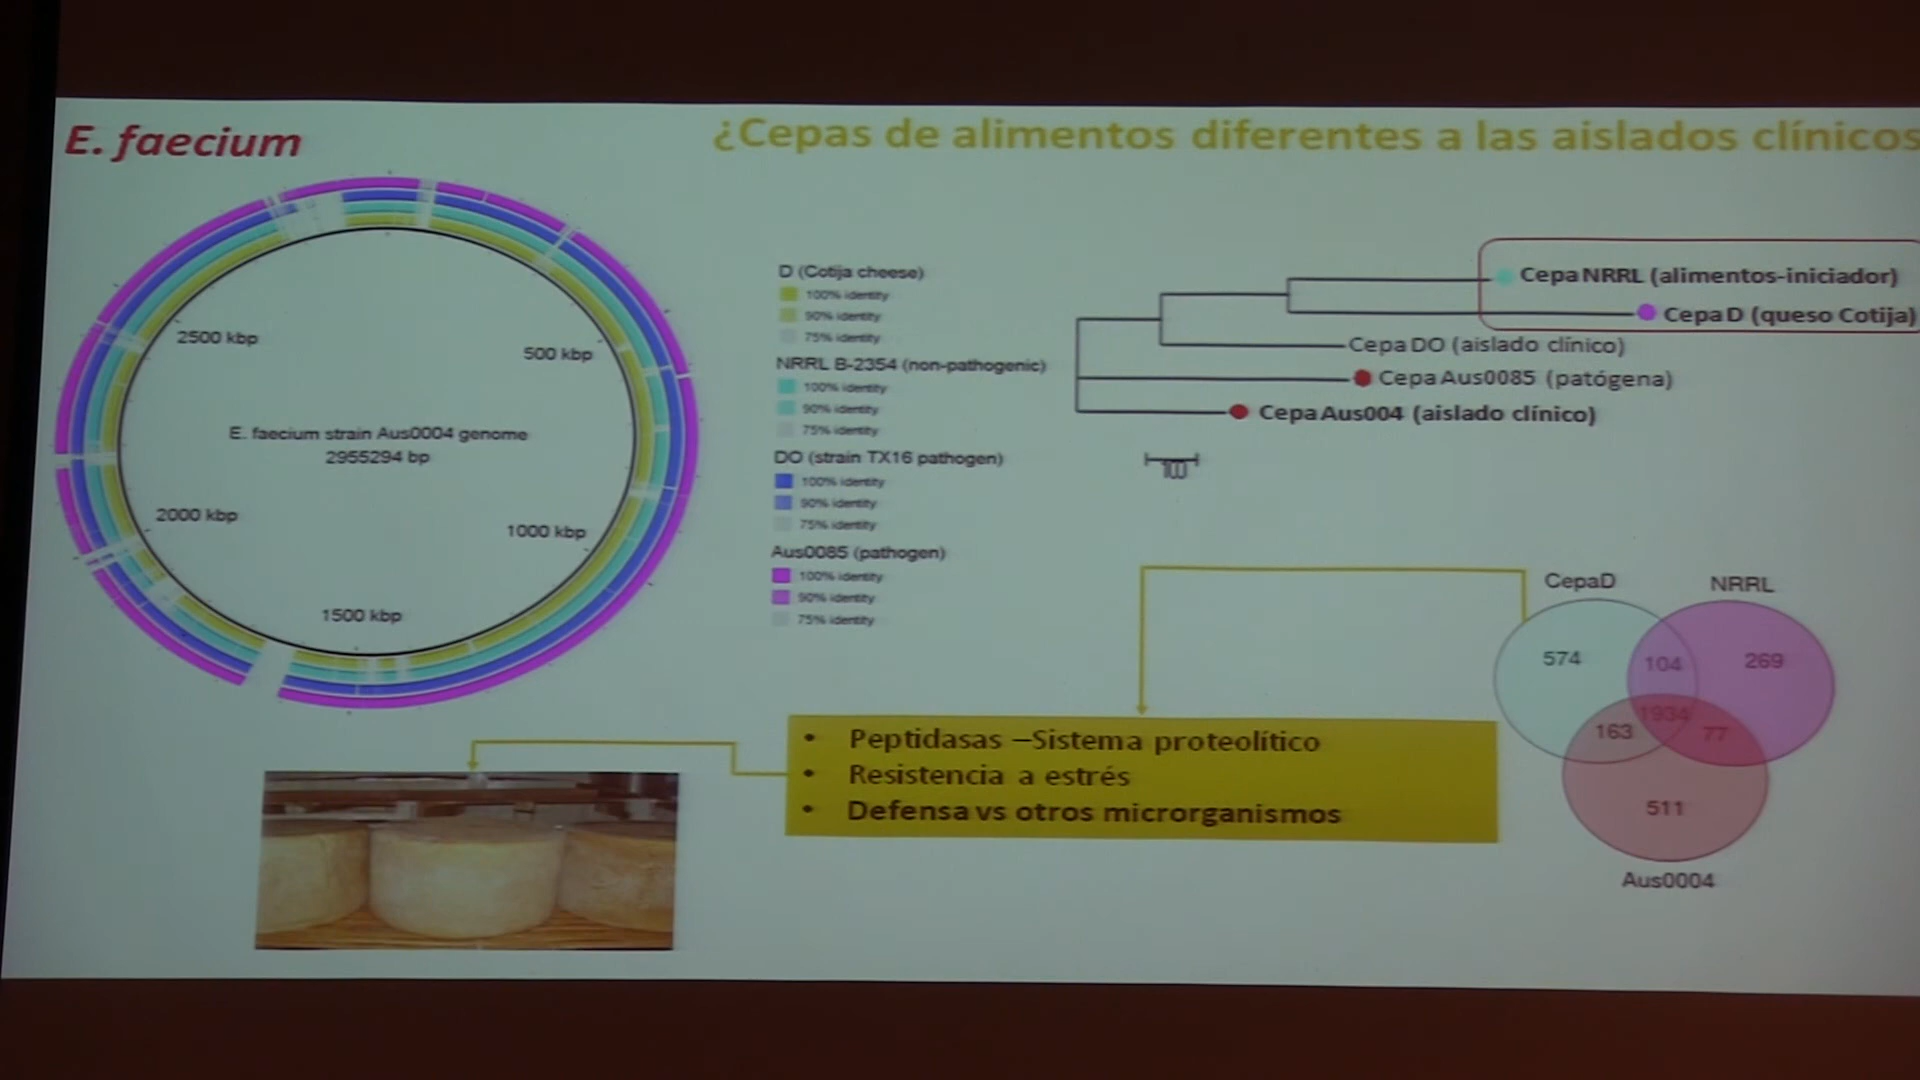 E. faecium
¿Cepas de alimentos diferentes a las aislados clínicos
2500 kbp
500 kbp
E. faecium strain Aus0004 genome
2955294 bp
2000 kbp
1000 kbp
1500 kbp
D (Cotija cheese)
100% identity
90% identity
75% identity
NRRL B-2354 (non-pathogenic)
100% identity
90% identity
75% identity
DO (strain TX16 pathogen)
100% identity
90% identity
75% identity
Aus0085 (pathogen)
100% identity
90% identity
75% identity
Cepa NRRL (alimentos-iniciador)
Cepa D (queso Cotija)
Cepa DO (aislado clínico)
Cepa Aus0085 (patógena)
Cepa Aus004 (aislado clínico)
100
• Peptidasas –Sistema proteolítico
• Resistencia a estrés
• Defensa vs otros microrganismos
CepaD
NRRL
574
104
269
1934
163
77
511
Aus0004